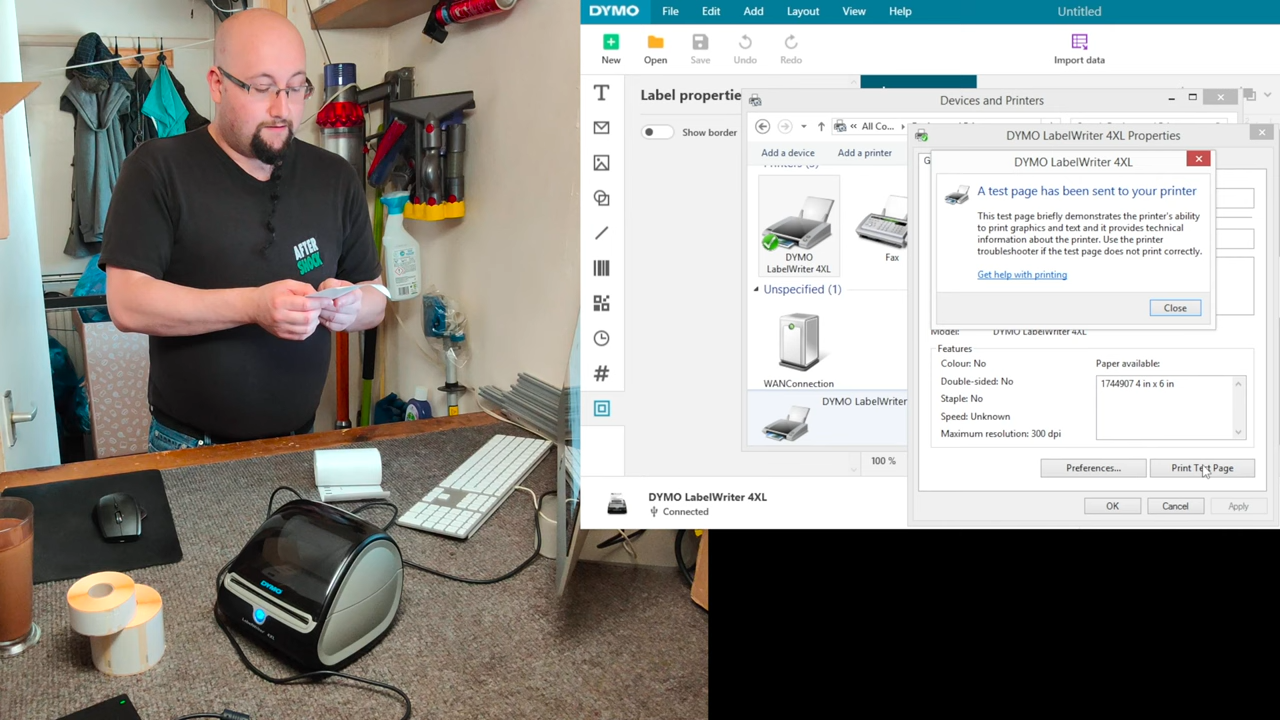 AFTER
SHOCK
DYMO
LabelWriter 4XL
DYMO
File
Edit
Add
Layout
View
Help
Untitled
New
Open
Save
Undo
Redo
Import data
Label propertie
Show border
Devices and Printers
All Co...
Add a device
Add a printer
DYMO
LabelWriter 4XL
Fax
Unspecified (1)
WANConnection
DYMO LabelWriter
100 %
DYMO LabelWriter 4XL
Connected
DYMO LabelWriter 4XL Properties
DYMO LabelWriter 4XL
A test page has been sent to your printer
This test page briefly demonstrates the printer's ability
to print graphics and text and it provides technical
information about the printer. Use the printer
troubleshooter if the test page does not print correctly.
Get help with printing
Close
Model:
DYMO LabelWriter 4XL
Features
Colour: No
Double-sided: No
Staple: No
Speed: Unknown
Maximum resolution: 300 dpi
Paper available:
1744907 4 in x 6 in
Preferences...
Print Test Page
OK
Cancel
Apply